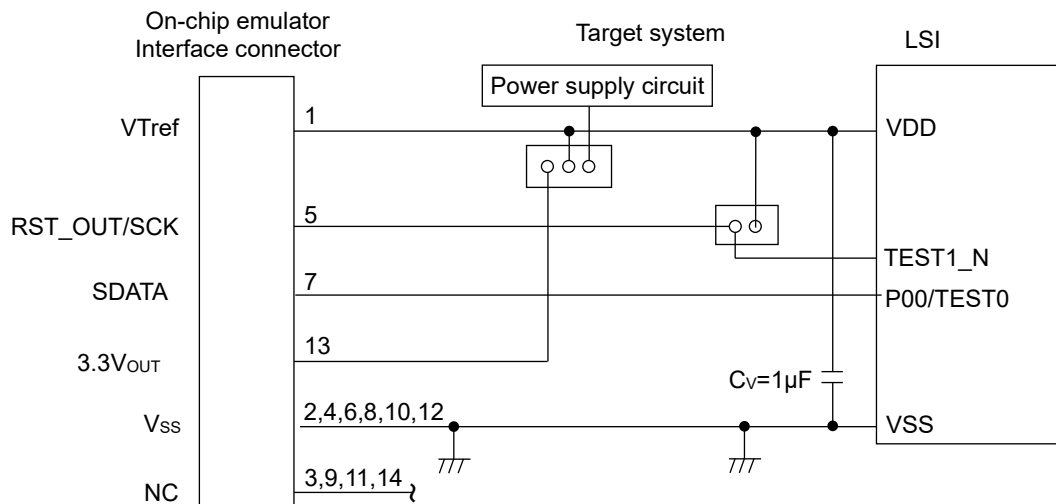 On-chip emulator
Interface connector
Target system
LSI
Power supply circuit
VTref
1
VDD
RST_OUT/SCK
5
TEST1_N
SDATA
7
P00/TEST0
3.3VOUT
13
CV=1μF
VSS
2,4,6,8,10,12
VSS
NC
3,9,11,14